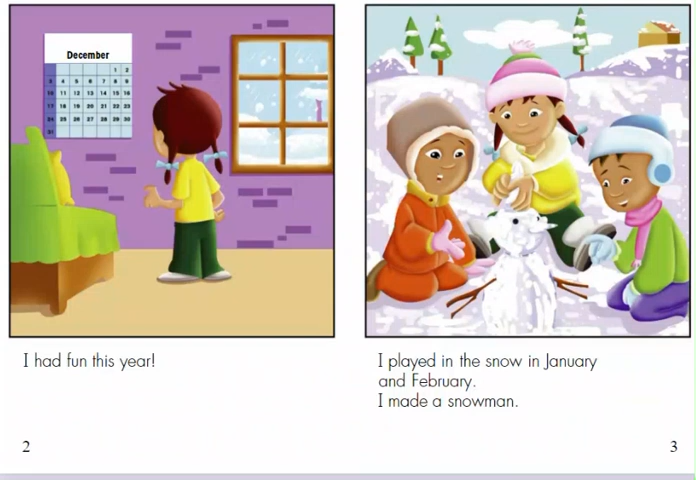 December
1 2
3 4 5 6 7 8 9
10 11 12 13 14 15 16
17 18 19 20 21 22 23
24 25 26 27 28 29 30
31
I had fun this year!
2
I played in the snow in January
and February.
I made a snowman.
3